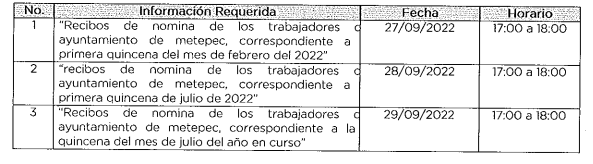 No. Información Requerida Fecha Horario
1 "Recibos de nomina de los trabajadores 27/09/2022 17:00 a 18:00
ayuntamiento de metepec, correspondiente a
primera quincena del mes de febrero del 2022"
2 "recibos de nomina de los trabajadores 28/09/2022 17:00 a 18:00
ayuntamiento de metepec, correspondiente a
primera quincena de julio de 2022"
3 "Recibos de nomina de los trabajadores 29/09/2022 17:00 a 18:00
ayuntamiento de metepec, correspondiente a la
quincena del mes de julio del año en curso"